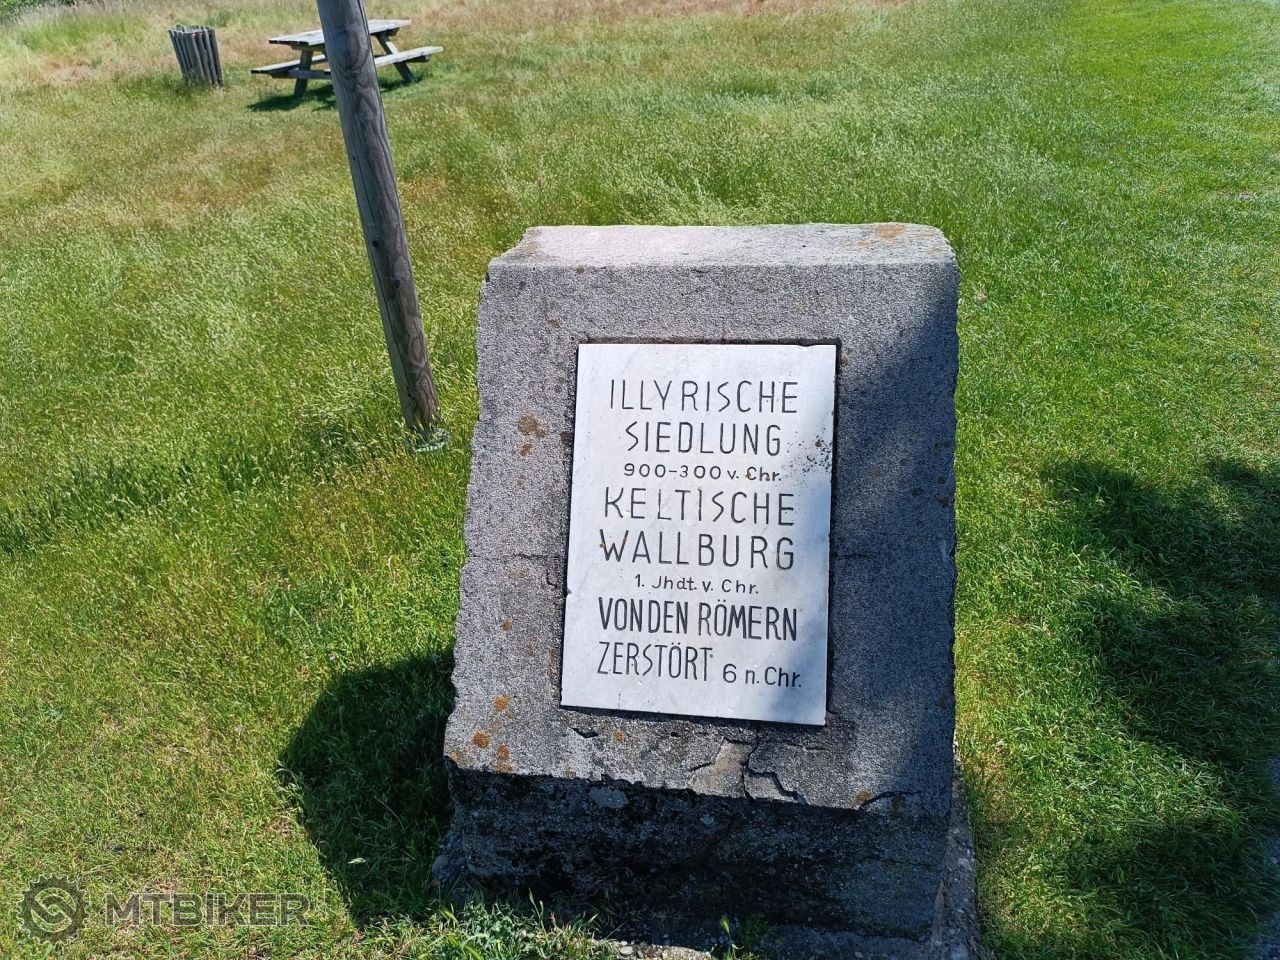 ILLYRISCHE
SIEDLUNG
900-300 v. Chr.
KELTISCHE
WALLBURG
1. Jhdt. v. Chr.
VON DEN RÖMERN
ZERSTÖRT 6 n. Chr.
MTBIKER